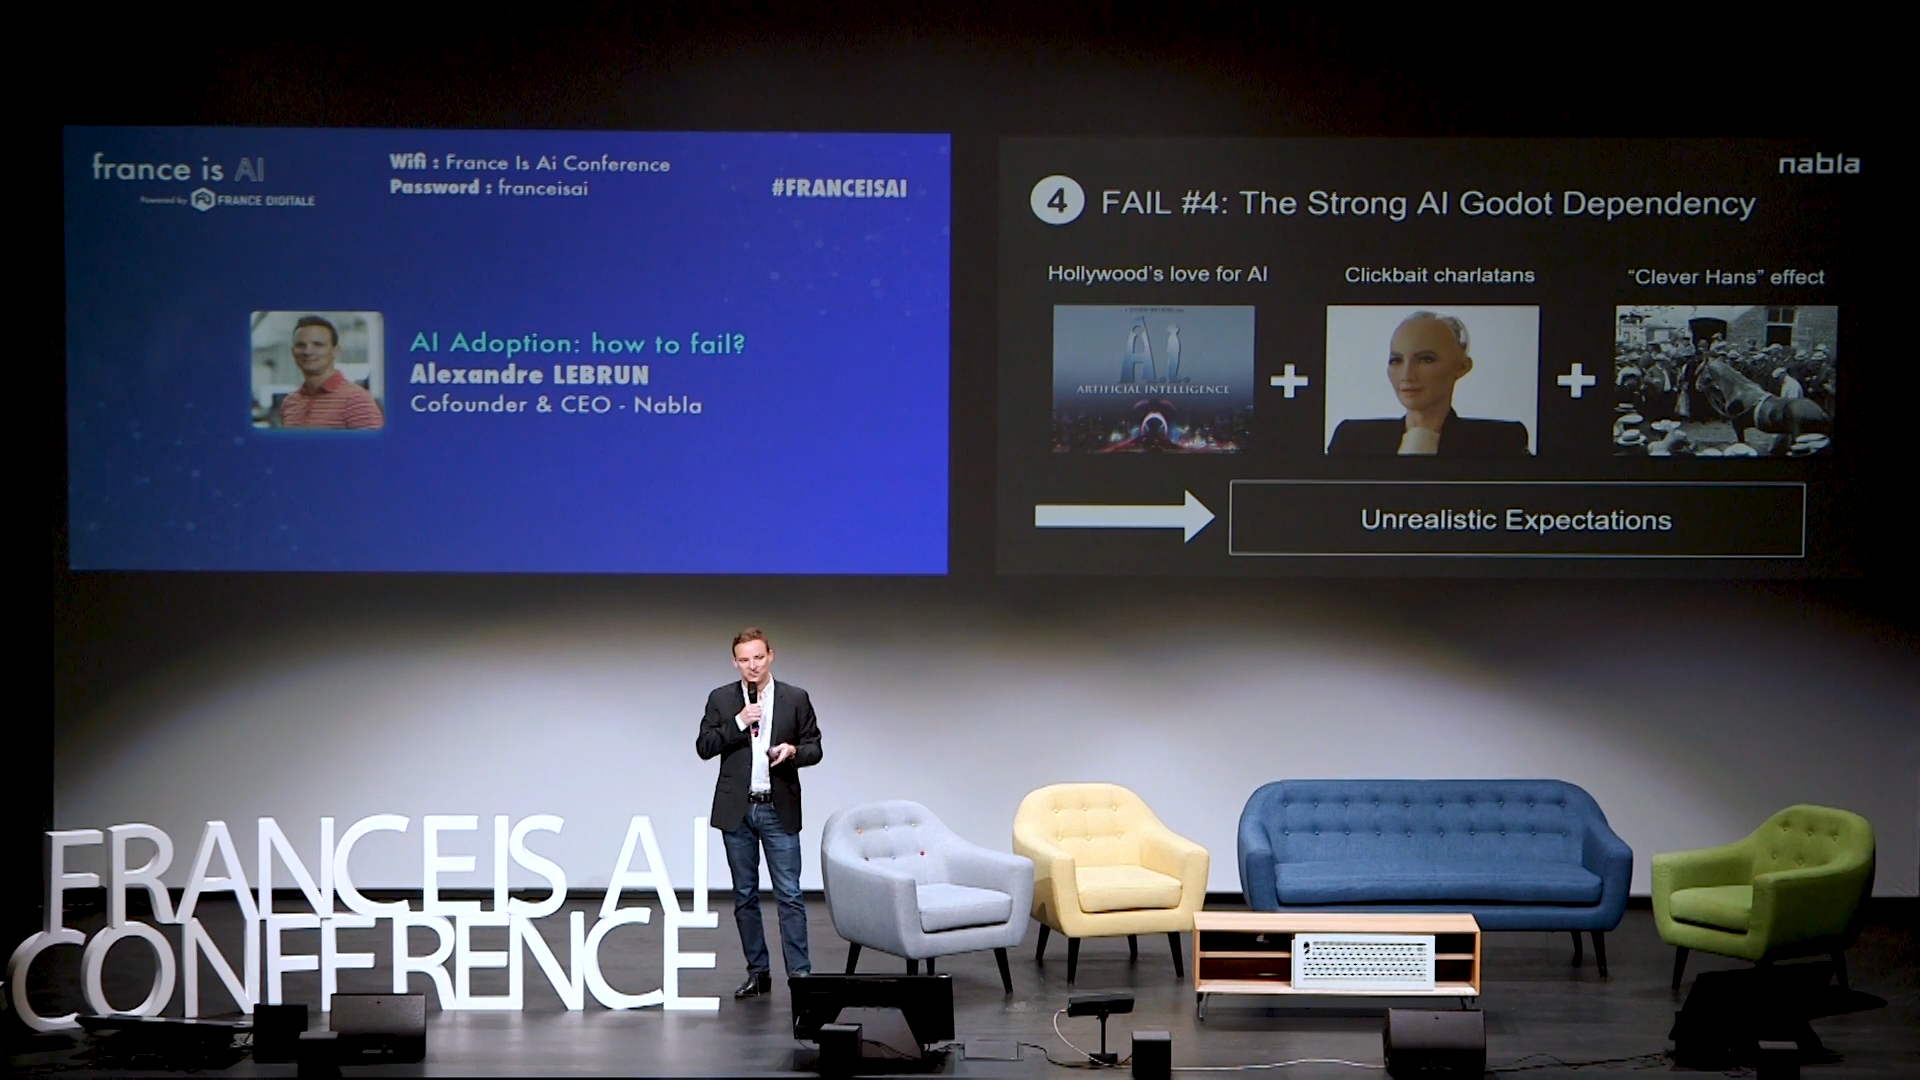 france is AI
Powered by FRANCE DIGITALE
Wifi : France Is Ai Conference
Password : franceisai
#FRANCEISAI
AI Adoption: how to fail?
Alexandre LEBRUN
Cofounder & CEO - Nabla
nabla
4 FAIL #4: The Strong AI Godot Dependency
Hollywood's love for AI
Clickbait charlatans
“Clever Hans” effect
A.I.
ARTIFICIAL INTELLIGENCE
+
+
Unrealistic Expectations
FRANCE IS AI
CONFERENCE